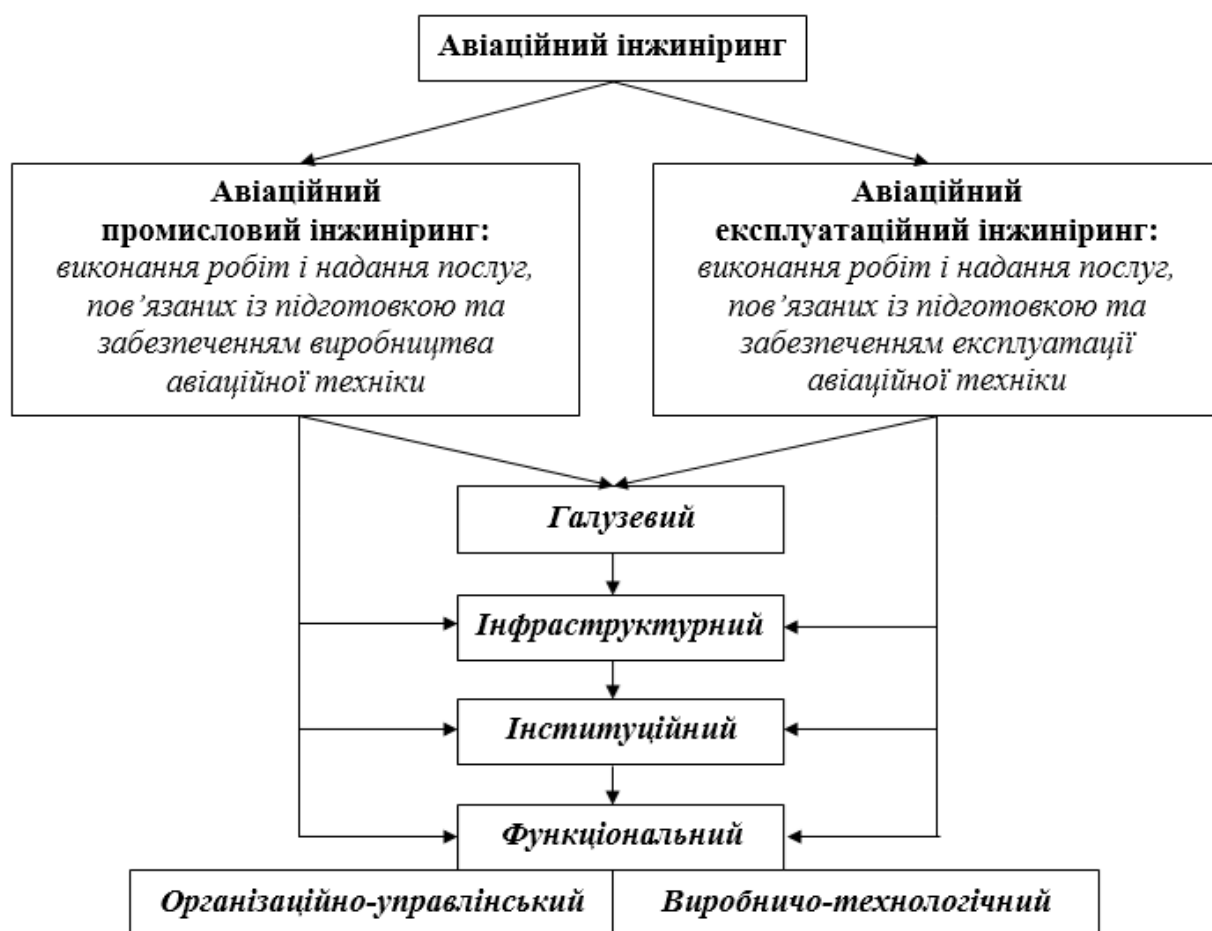 Авіаційний інжиніринг
Авіаційний
промисловий інжиніринг:
виконання робіт і надання послуг,
пов’язаних із підготовкою та
забезпеченням виробництва
авіаційної техніки
Авіаційний
експлуатаційний інжиніринг:
виконання робіт і надання послуг,
пов’язаних із підготовкою та
забезпеченням експлуатації
авіаційної техніки
Галузевий
Інфраструктурний
Інституційний
Функціональний
Організаційно-управлінський
Виробничо-технологічний